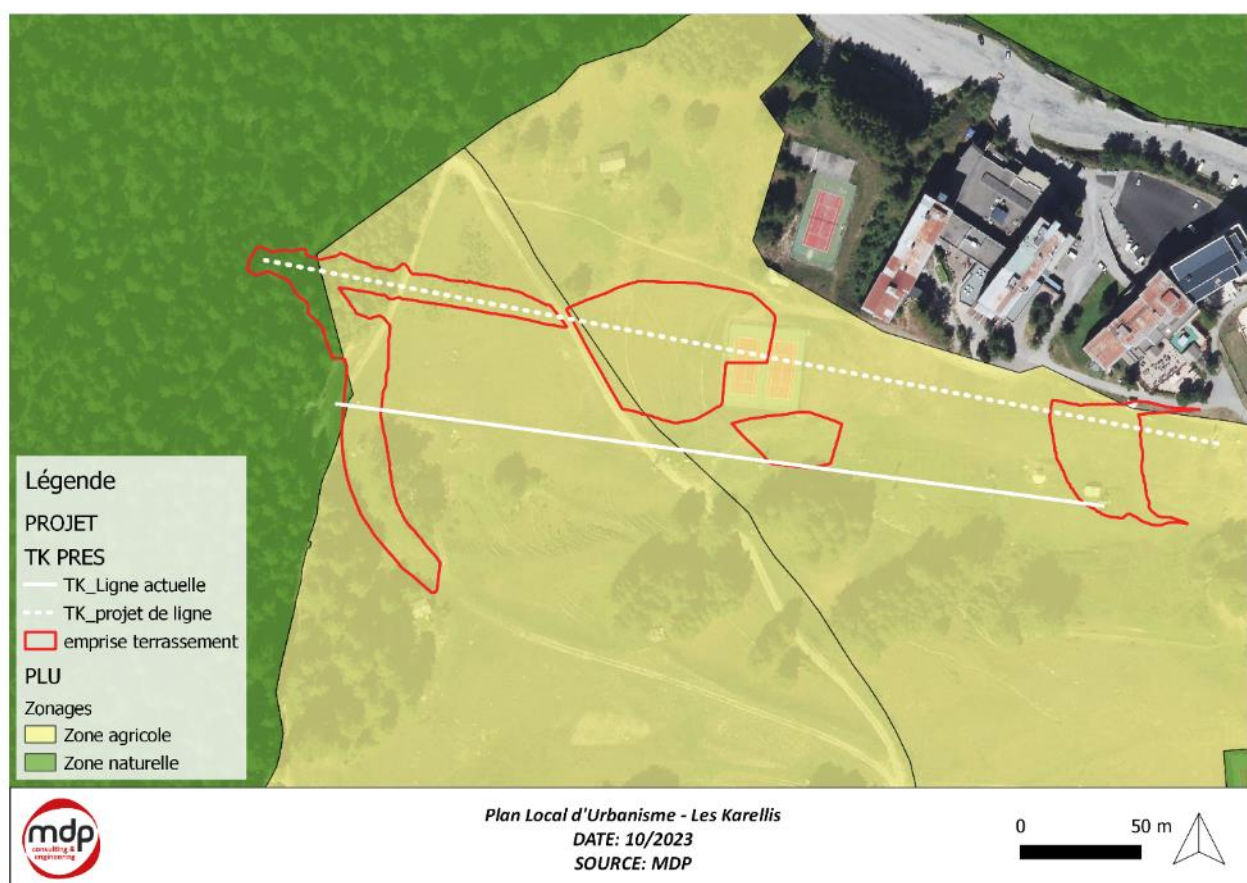 Légende
PROJET
TK PRES
TK_Ligne actuelle
TK_projet de ligne
emprise terrassement
PLU
Zonages
Zone agricole
Zone naturelle
mdp
consulting &
engineering
Plan Local d'Urbanisme - Les Karellis
DATE: 10/2023
SOURCE: MDP
0 50 m